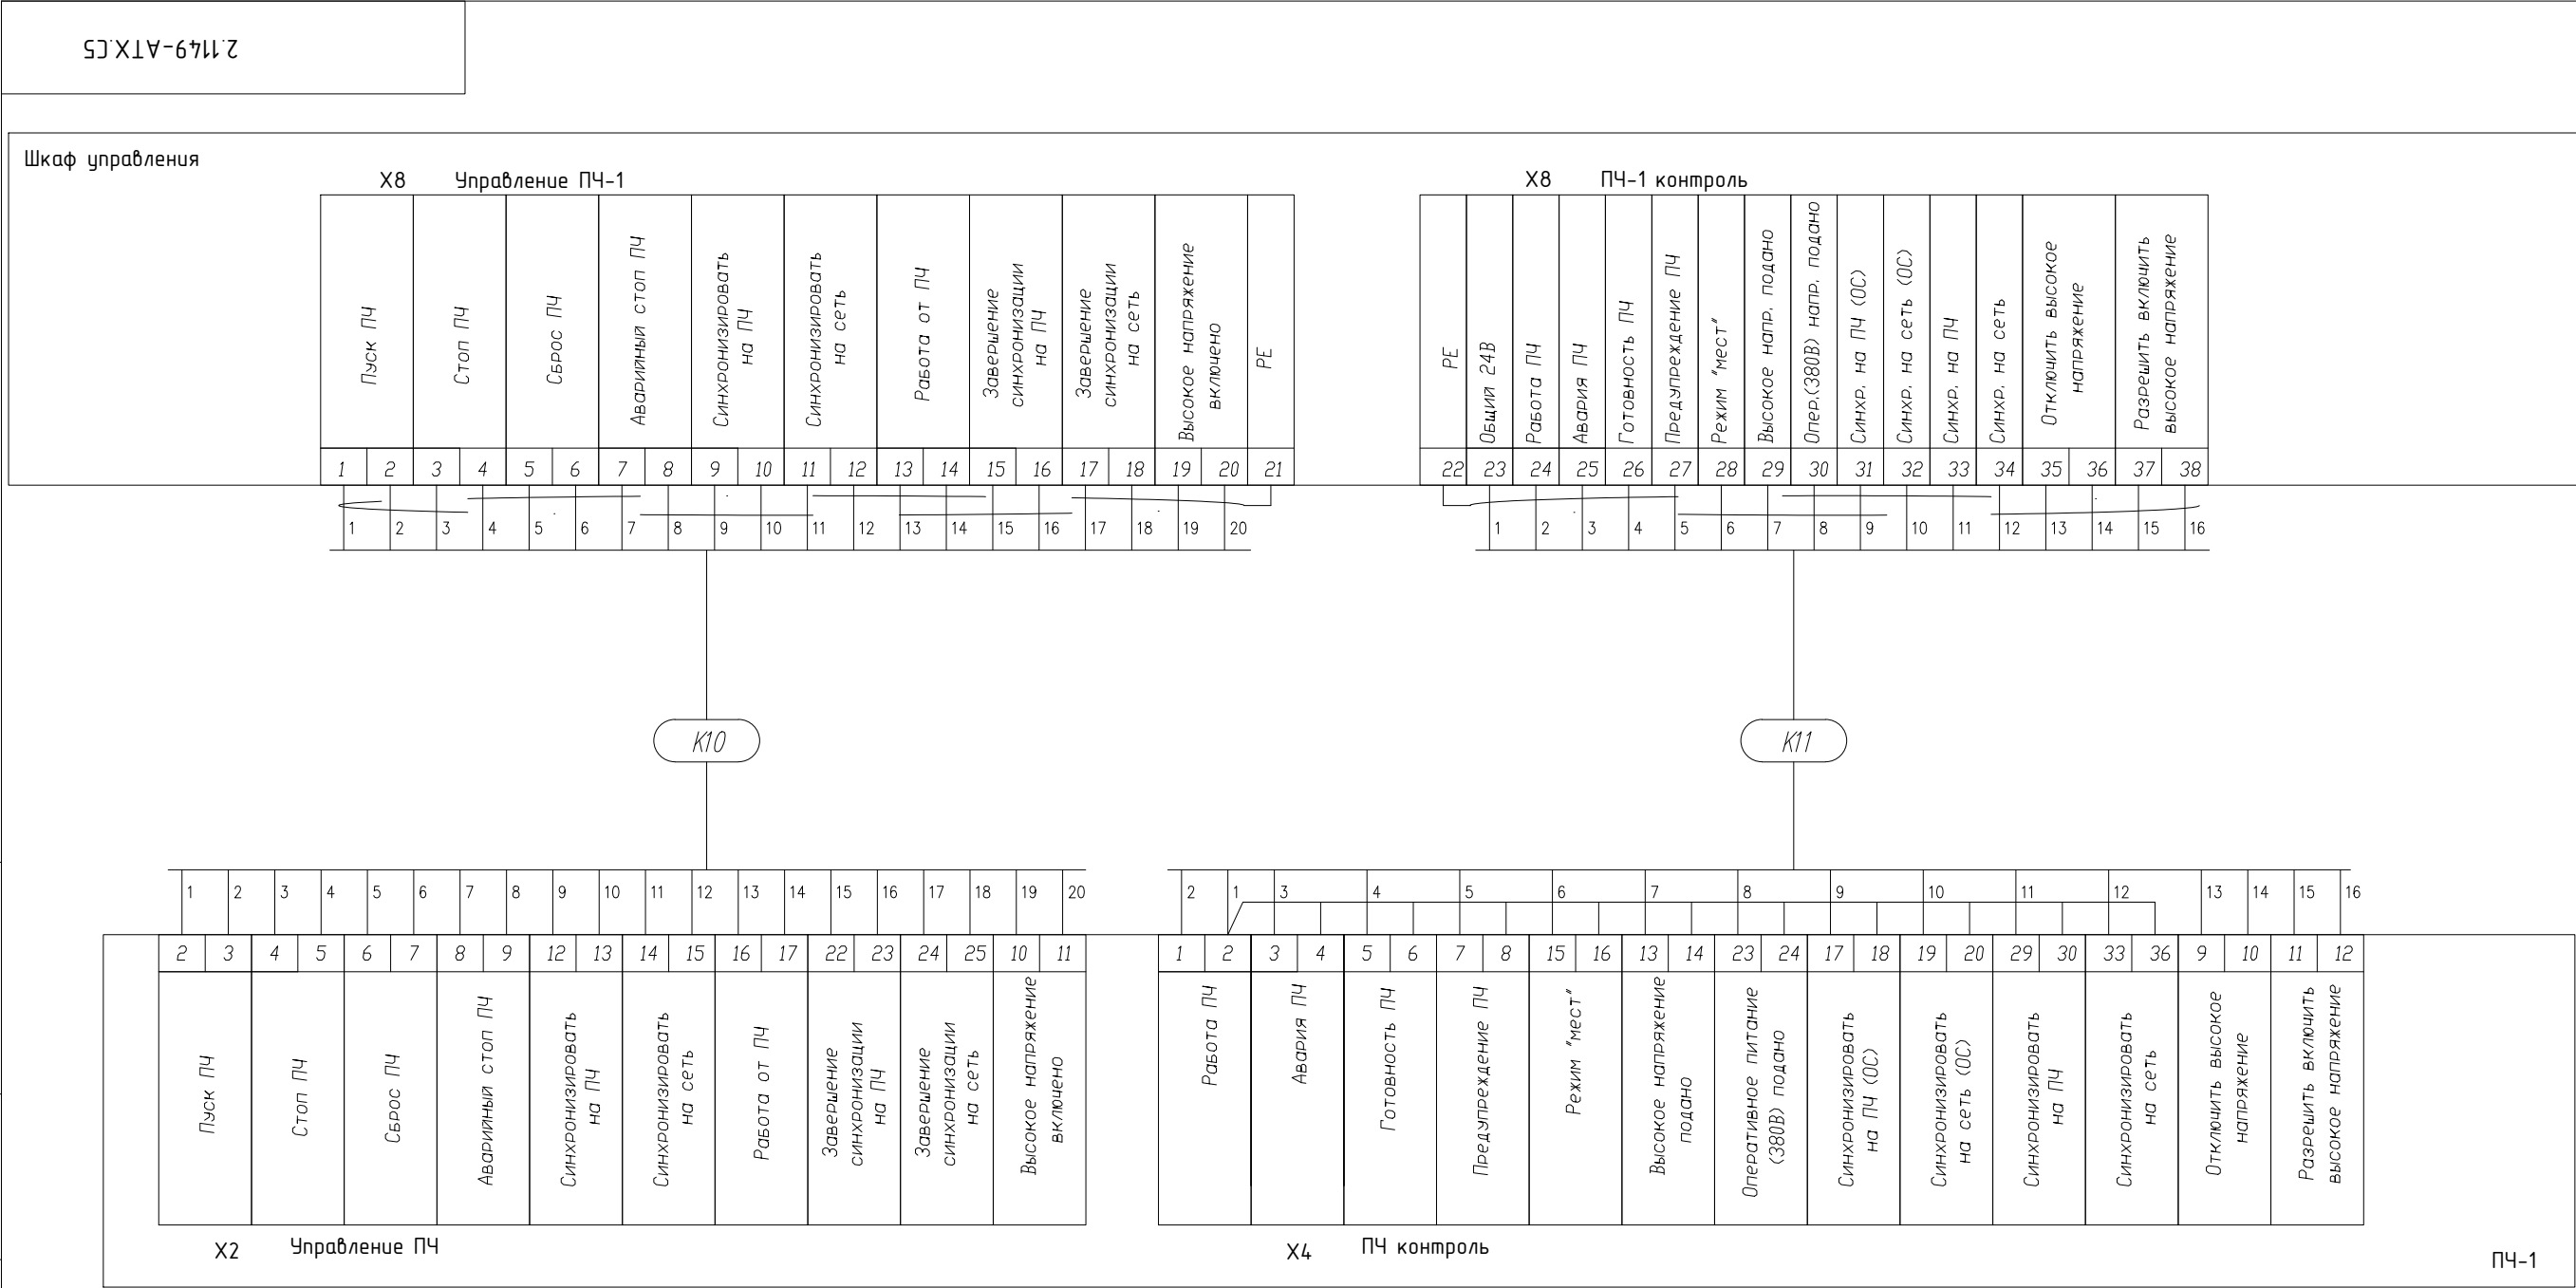 2.1149-АТХ.С5
Шкаф управления
X8 Управление ПЧ-1
X8 ПЧ-1 контроль
Пуск ПЧ
Стоп ПЧ
Сброс ПЧ
Аварийный стоп ПЧ
Синхронизировать
на ПЧ
Синхронизировать
на сеть
Работа от ПЧ
Завершение
синхронизации
на ПЧ
Завершение
синхронизации
на сеть
Высокое напряжение
включено
PE
PE
Общий 24В
Работа ПЧ
Авария ПЧ
Готовность ПЧ
Предупреждение ПЧ
Режим "мест"
Высокое напр. подано
Опер.(380В) напр. подано
Синхр. на ПЧ (ОС)
Синхр. на сеть (ОС)
Синхр. на ПЧ
Синхр. на сеть
Отключить высокое
напряжение
Разрешить включить
высокое напряжение
1 2 3 4 5 6 7 8 9 10 11 12 13 14 15 16 17 18 19 20 21
22 23 24 25 26 27 28 29 30 31 32 33 34 35 36 37 38
1 2 3 4 5 6 7 8 9 10 11 12 13 14 15 16 17 18 19 20
1 2 3 4 5 6 7 8 9 10 11 12 13 14 15 16
K10
K11
1 2 3 4 5 6 7 8 9 10 11 12 13 14 15 16 17 18 19 20
2 1 3 4 5 6 7 8 9 10 11 12 13 14 15 16
2 3 4 5 6 7 8 9 12 13 14 15 16 17 22 23 24 25 10 11
1 2 3 4 5 6 7 8 15 16 13 14 23 24 17 18 19 20 29 30 33 36 9 10 11 12
Пуск ПЧ
Стоп ПЧ
Сброс ПЧ
Аварийный стоп ПЧ
Синхронизировать
на ПЧ
Синхронизировать
на сеть
Работа от ПЧ
Завершение
синхронизации
на ПЧ
Завершение
синхронизации
на сеть
Высокое напряжение
включено
Работа ПЧ
Авария ПЧ
Готовность ПЧ
Предупреждение ПЧ
Режим "мест"
Высокое напряжение
подано
Оперативное питание
(380В) подано
Синхронизировать
на ПЧ (ОС)
Синхронизировать
на сеть (ОС)
Синхронизировать
на ПЧ
Синхронизировать
на сеть
Отключить высокое
напряжение
Разрешить включить
высокое напряжение
X2 Управление ПЧ
X4 ПЧ контроль
ПЧ-1